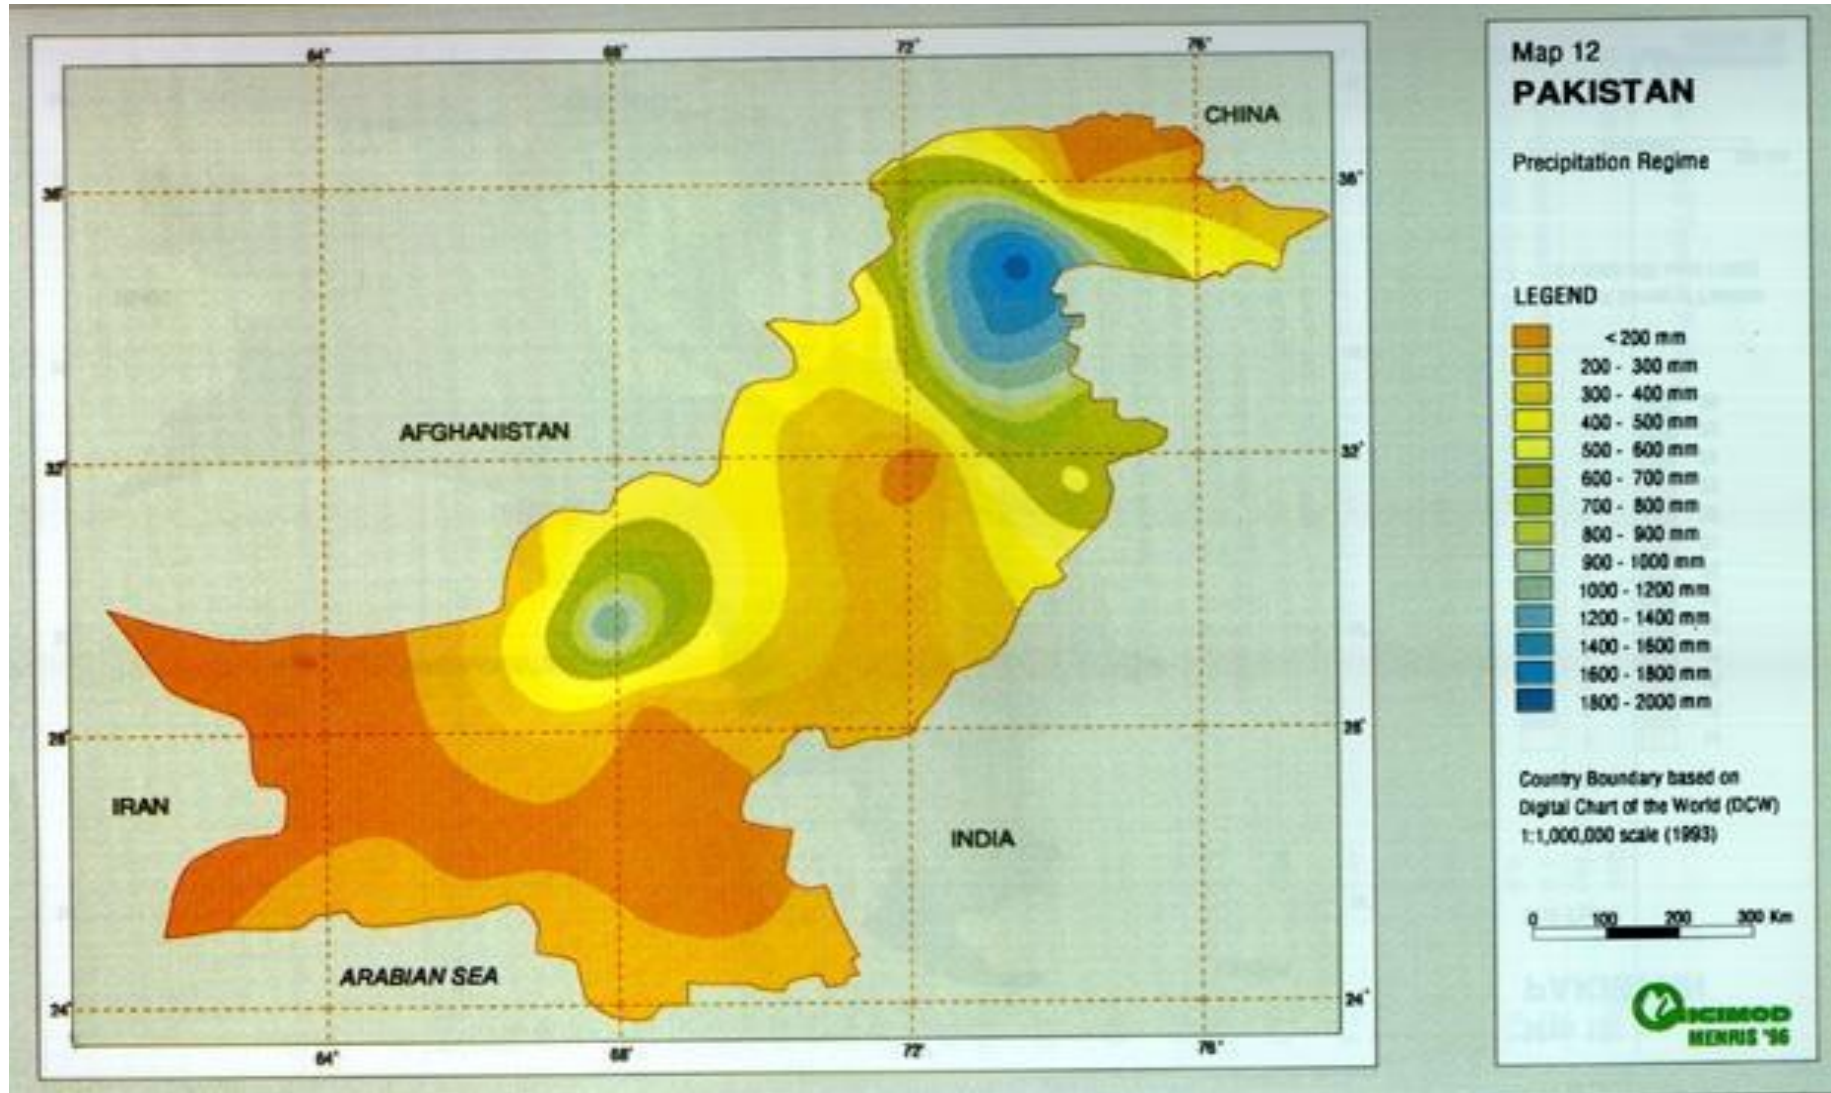 Map 12
PAKISTAN
Precipitation Regime
LEGEND
< 200 mm
200 - 300 mm
300 - 400 mm
400 - 500 mm
500 - 600 mm
600 - 700 mm
700 - 800 mm
800 - 900 mm
900 - 1000 mm
1000 - 1200 mm
1200 - 1400 mm
1400 - 1600 mm
1600 - 1800 mm
1800 - 2000 mm
Country Boundary based on
Digital Chart of the World (DCW)
1:1,000,000 scale (1993)
0 100 200 300 Km
ICIMOD
MENRIS '96
64° 68° 72° 76°
CHINA
36° 36°
AFGHANISTAN
32° 32°
28° 28°
IRAN
INDIA
ARABIAN SEA
24° 24°
64° 68° 72° 76°